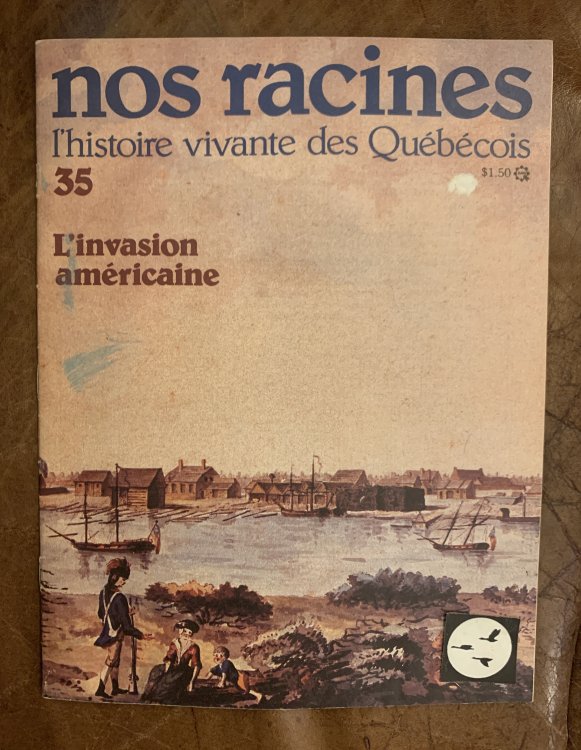 nos racines
l'histoire vivante des Québécois
35
$1.50
L'invasion
américaine